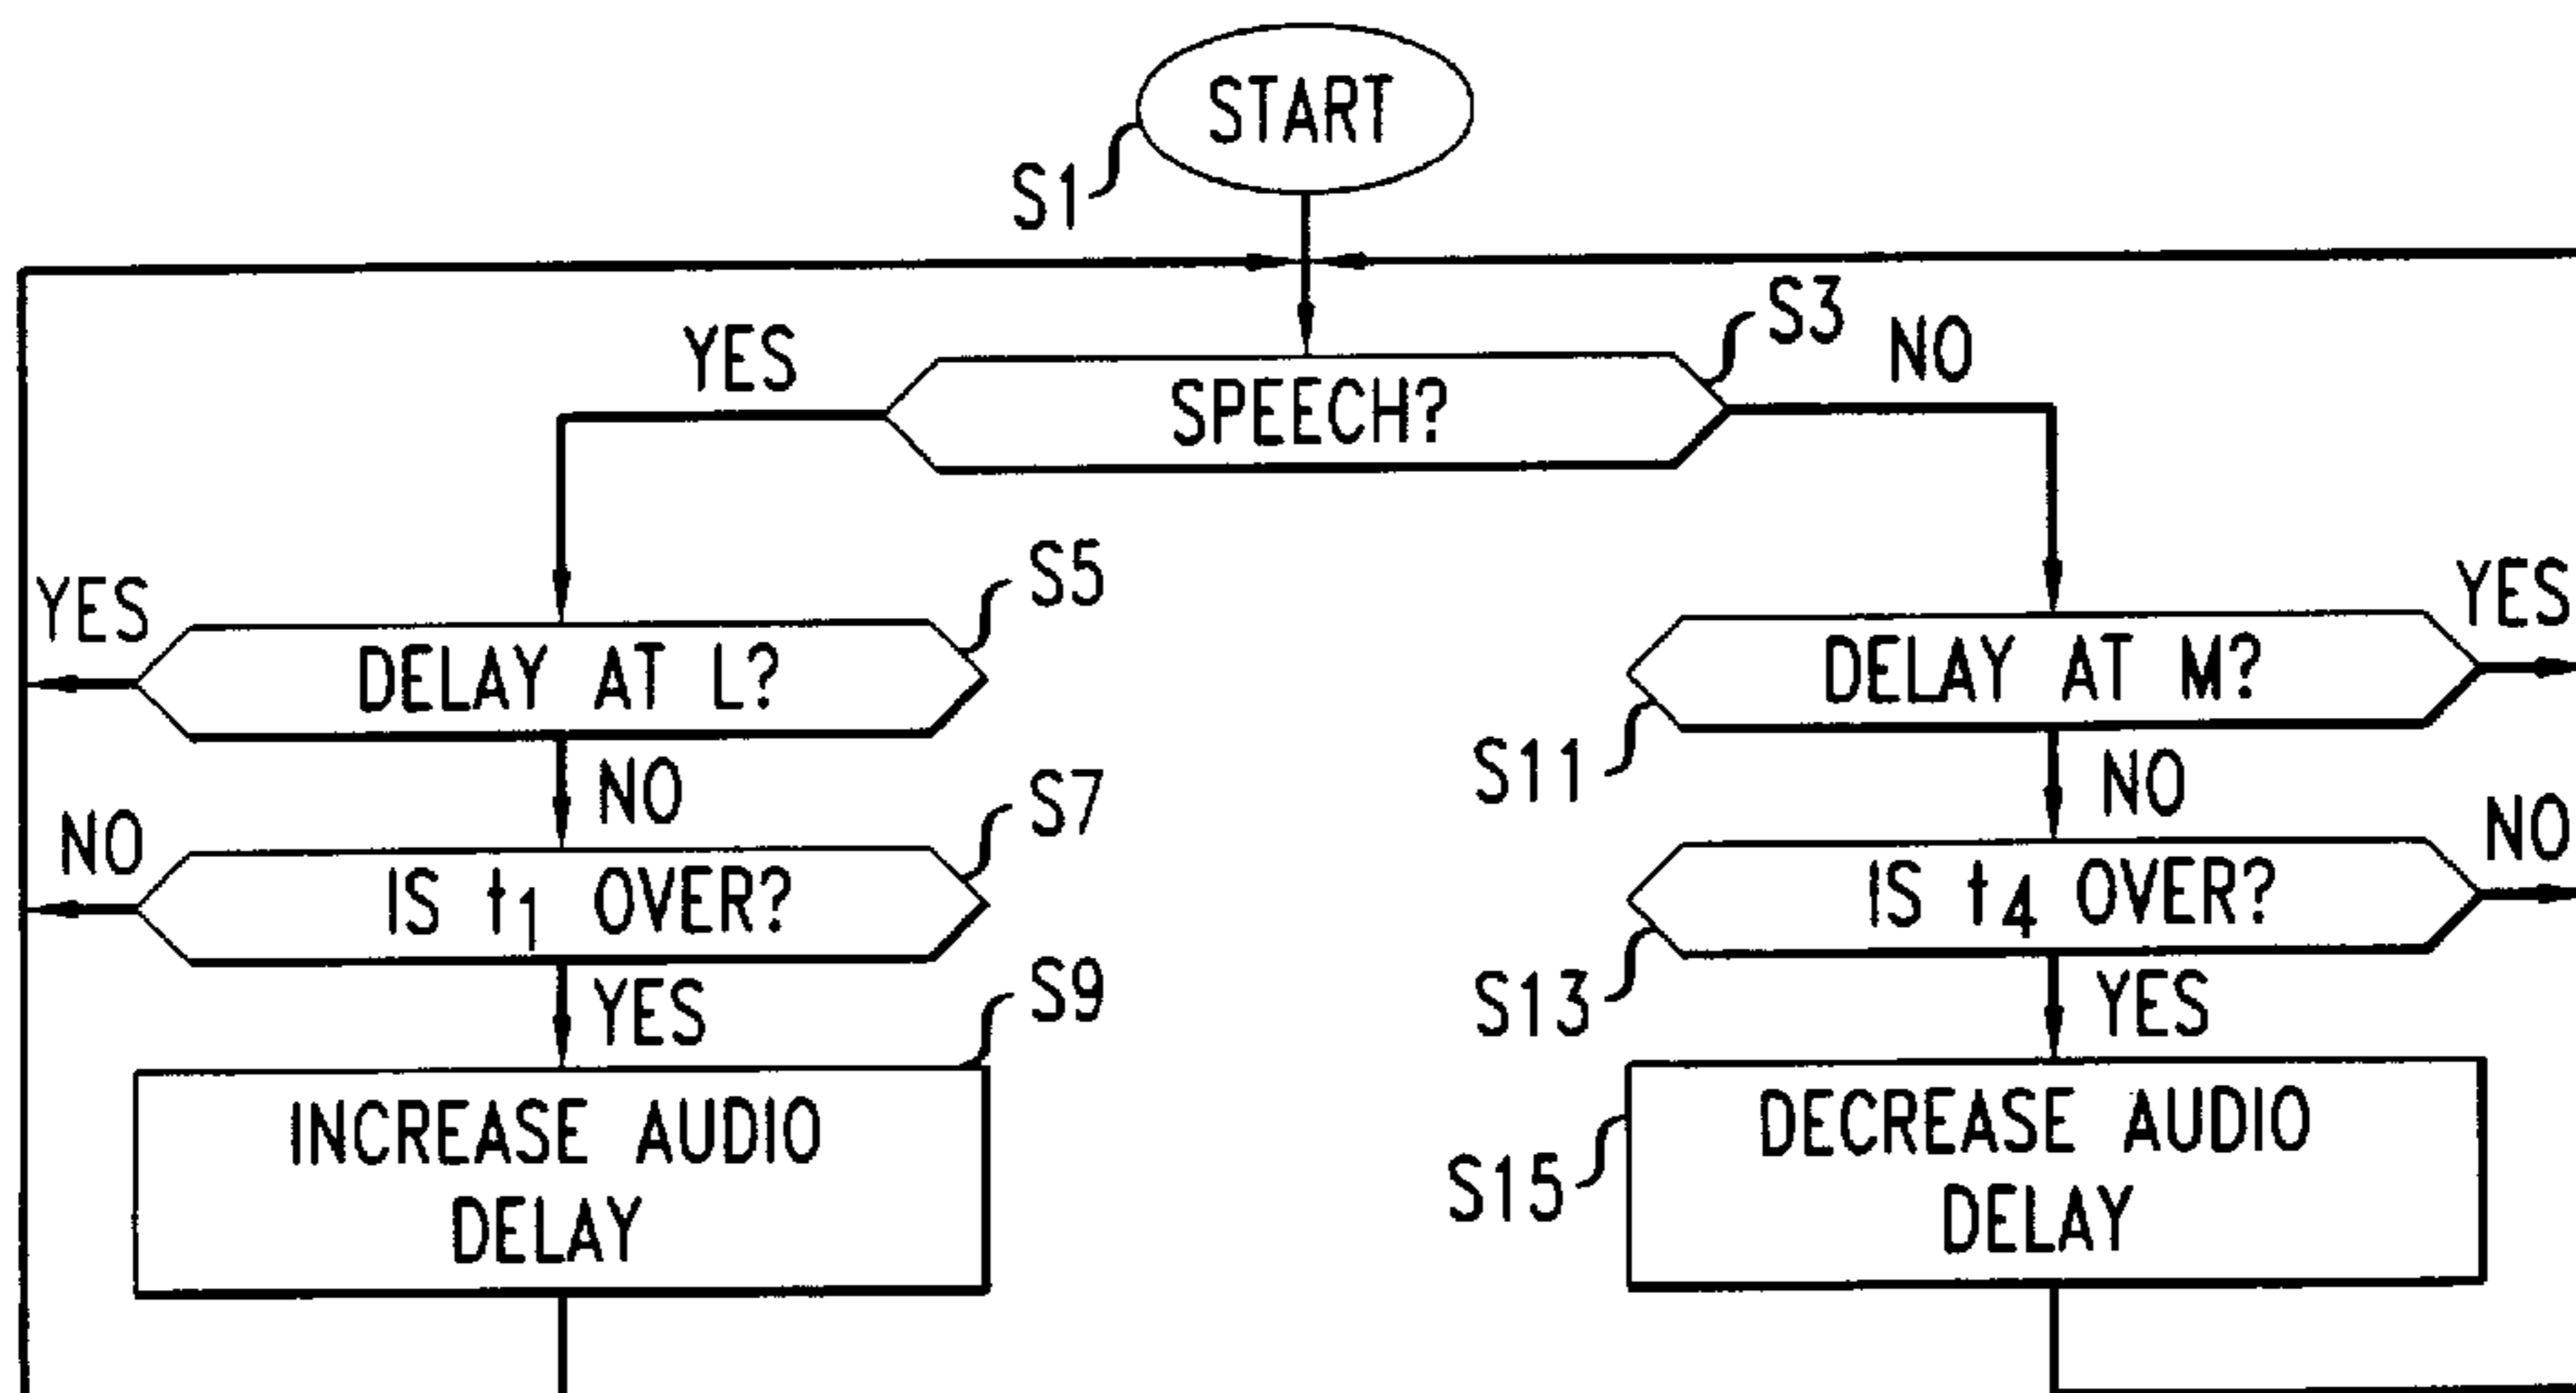 START
S1
S3
YES
NO
SPEECH?
S5
YES
YES
DELAY AT L?
DELAY AT M?
S11
NO
NO
S7
NO
NO
IS t₁ OVER?
IS t₄ OVER?
S13
YES
YES
S9
INCREASE AUDIO
DELAY
DECREASE AUDIO
DELAY
S15